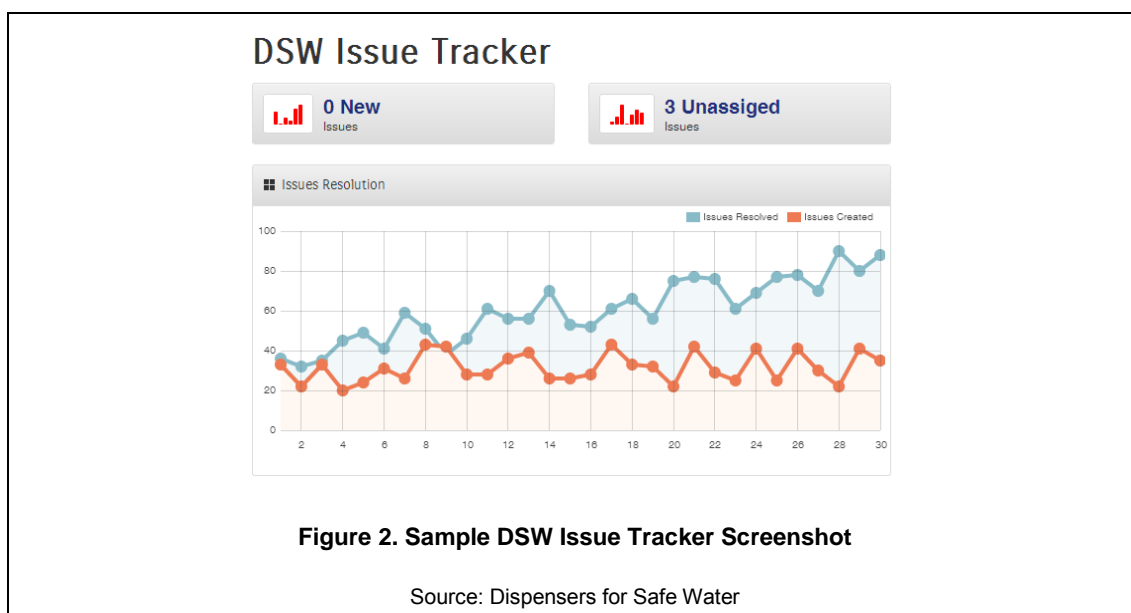 DSW Issue Tracker
0 New
Issues
3 Unassiged
Issues
Issues Resolution
Issues Resolved Issues Created
100
80
60
40
20
0
2 4 6 8 10 12 14 16 18 20 22 24 26 28 30
Figure 2. Sample DSW Issue Tracker Screenshot
Source: Dispensers for Safe Water